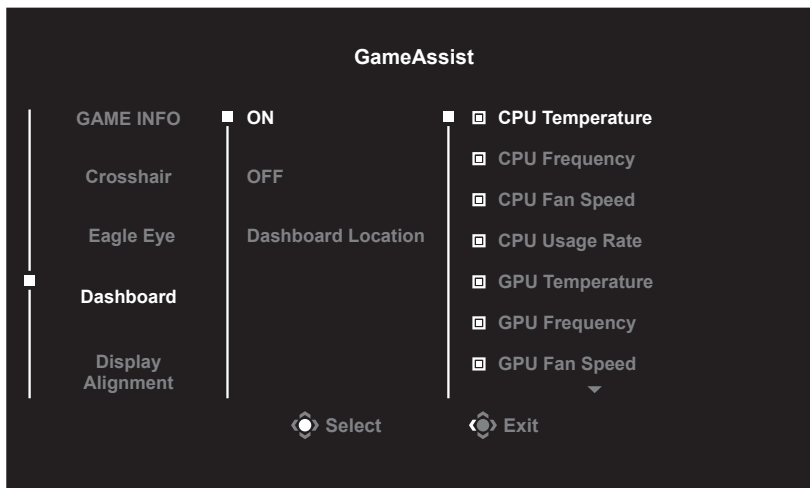 GameAssist
GAME INFO
Crosshair
Eagle Eye
Dashboard
Display
Alignment
ON
OFF
Dashboard Location
CPU Temperature
CPU Frequency
CPU Fan Speed
CPU Usage Rate
GPU Temperature
GPU Frequency
GPU Fan Speed
Select
Exit